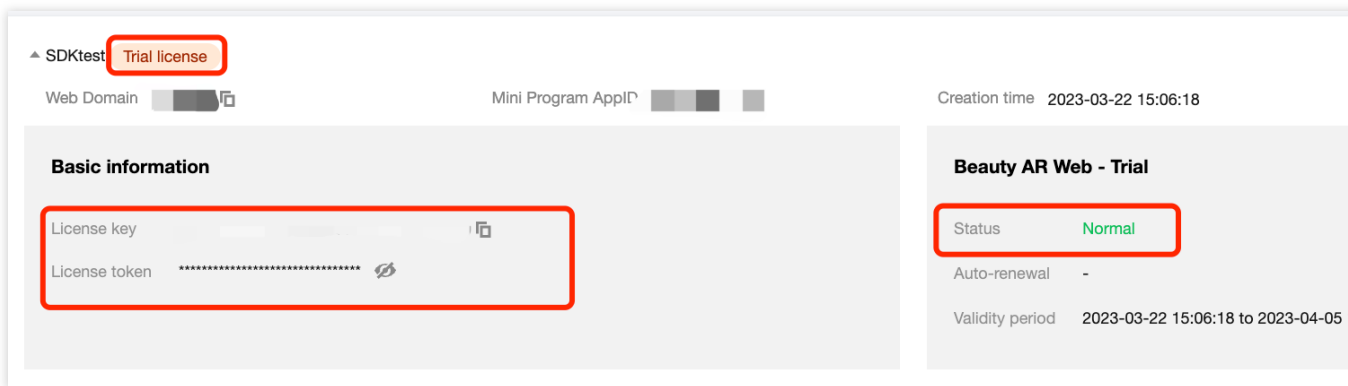 SDKtest Trial license
Web Domain
Mini Program AppID
Creation time 2023-03-22 15:06:18
Basic information
License key
License token ********************************
Beauty AR Web - Trial
Status Normal
Auto-renewal -
Validity period 2023-03-22 15:06:18 to 2023-04-05